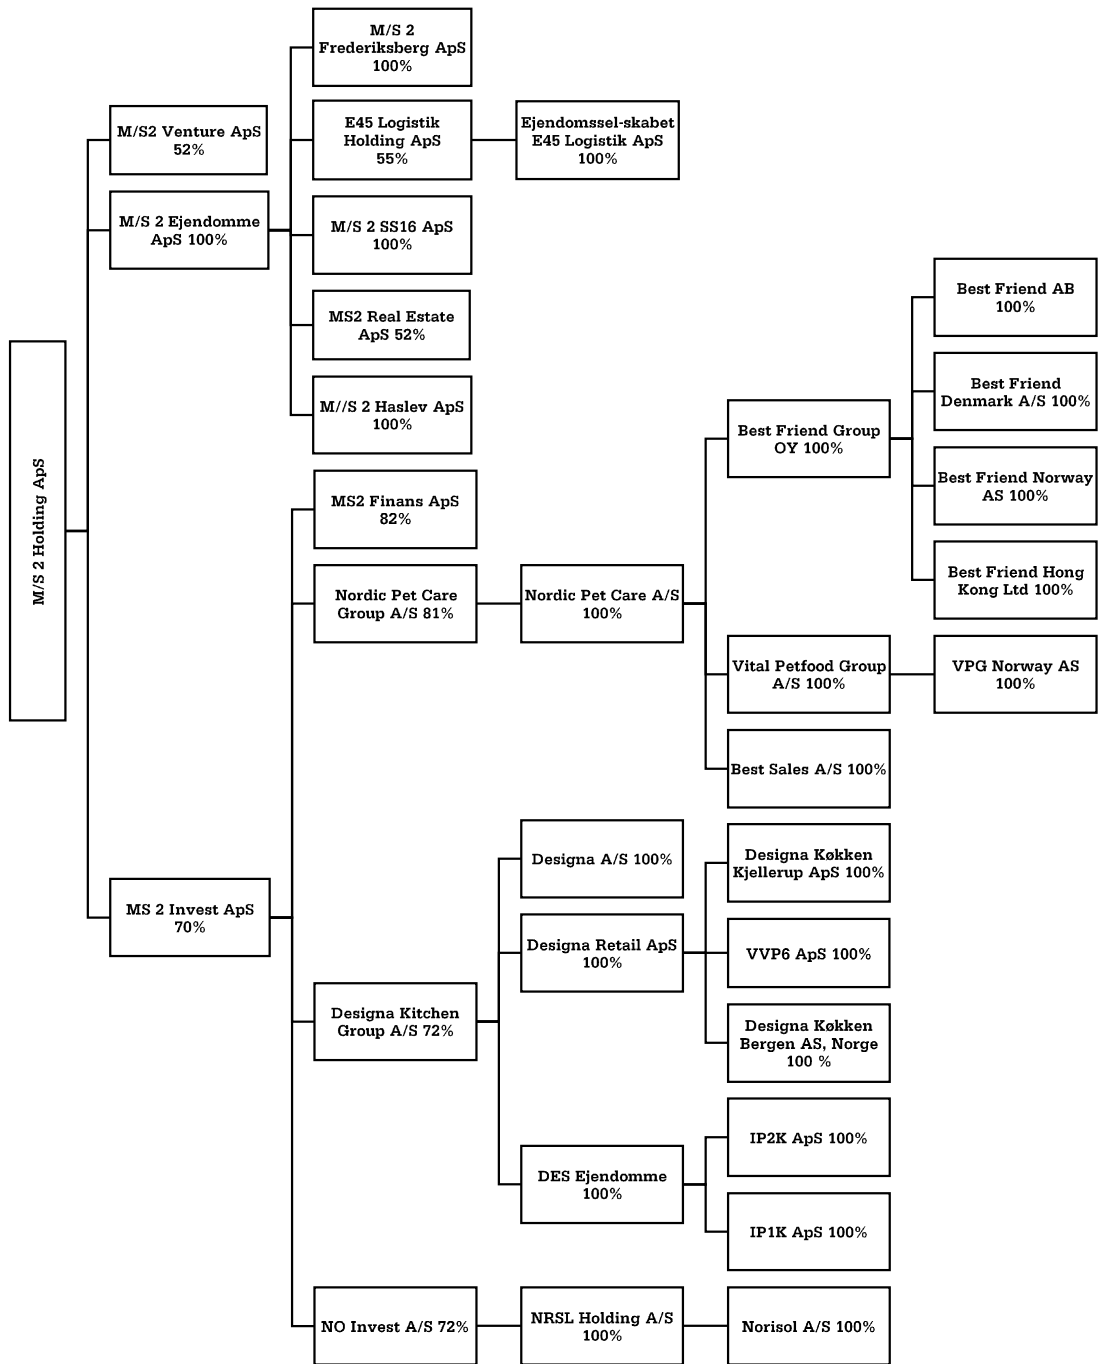 M/S 2 Holding ApS
M/S2 Venture ApS
52%
M/S 2 Ejendomme
ApS 100%
M/S 2
Frederiksberg ApS
100%
E45 Logistik
Holding ApS
55%
Ejendomssel-skabet
E45 Logistik ApS
100%
M/S 2 SS16 ApS
100%
MS2 Real Estate
ApS 52%
M//S 2 Haslev ApS
100%
MS 2 Invest ApS
70%
MS2 Finans ApS
82%
Nordic Pet Care
Group A/S 81%
Nordic Pet Care A/S
100%
Best Friend Group
OY 100%
Best Friend AB
100%
Best Friend
Denmark A/S 100%
Best Friend Norway
AS 100%
Best Friend Hong
Kong Ltd 100%
Vital Petfood Group
A/S 100%
VPG Norway AS
100%
Best Sales A/S 100%
Designa Kitchen
Group A/S 72%
Designa A/S 100%
Designa Retail ApS
100%
Designa Køkken
Kjellerup ApS 100%
VVP6 ApS 100%
Designa Køkken
Bergen AS, Norge
100 %
DES Ejendomme
100%
IP2K ApS 100%
IP1K ApS 100%
NO Invest A/S 72%
NRSL Holding A/S
100%
Norisol A/S 100%